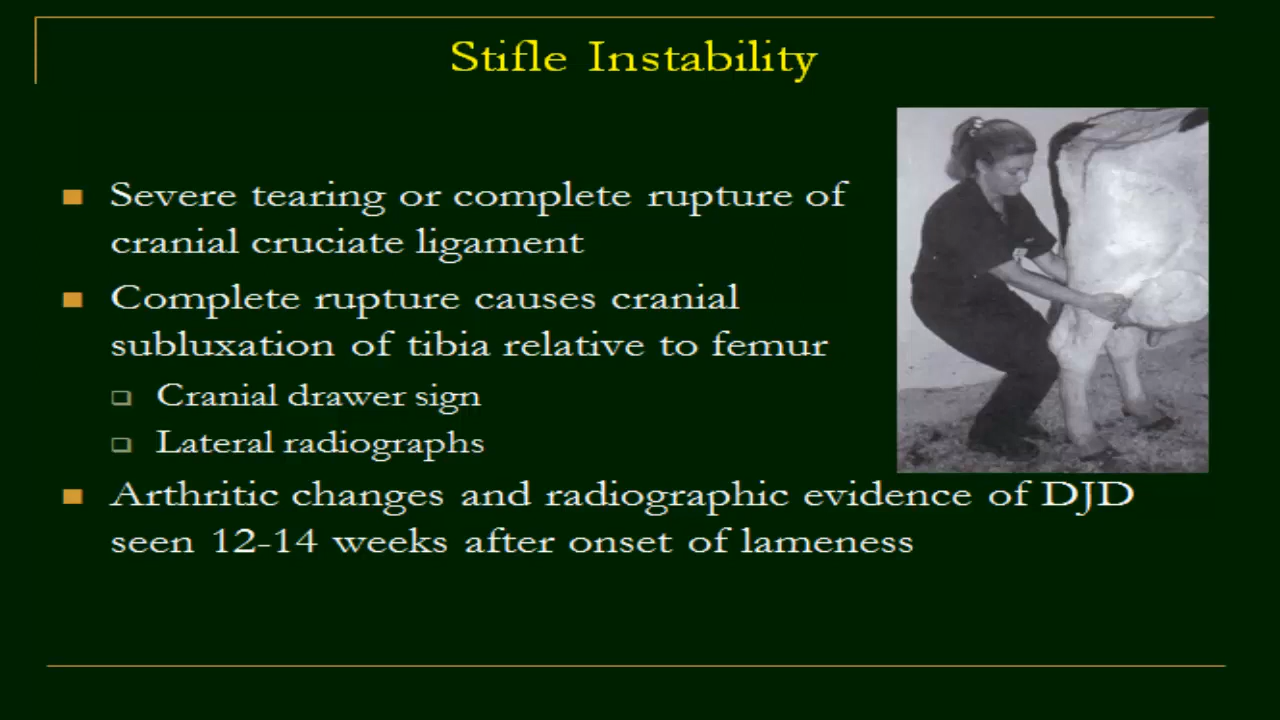 Stifle Instability
Severe tearing or complete rupture of
cranial cruciate ligament
Complete rupture causes cranial
subluxation of tibia relative to femur
Cranial drawer sign
Lateral radiographs
Arthritic changes and radiographic evidence of DJD
seen 12-14 weeks after onset of lameness